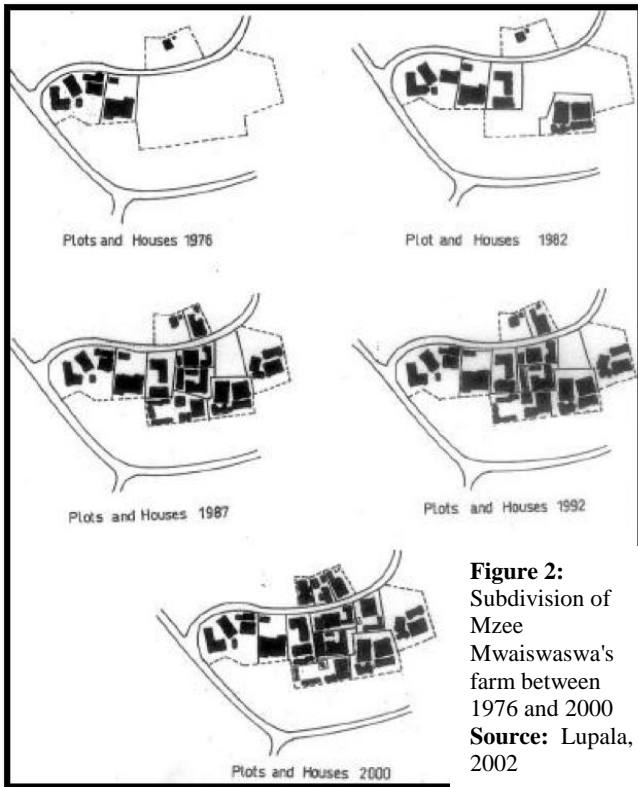 Plots and Houses 1976
Plot and Houses 1982
Plots and Houses 1987
Plots and Houses 1992
Figure 2:
Subdivision of
Mzee
Mwaiswaswa's
farm between
1976 and 2000
Source: Lupala,
2002
Plots and Houses 2000